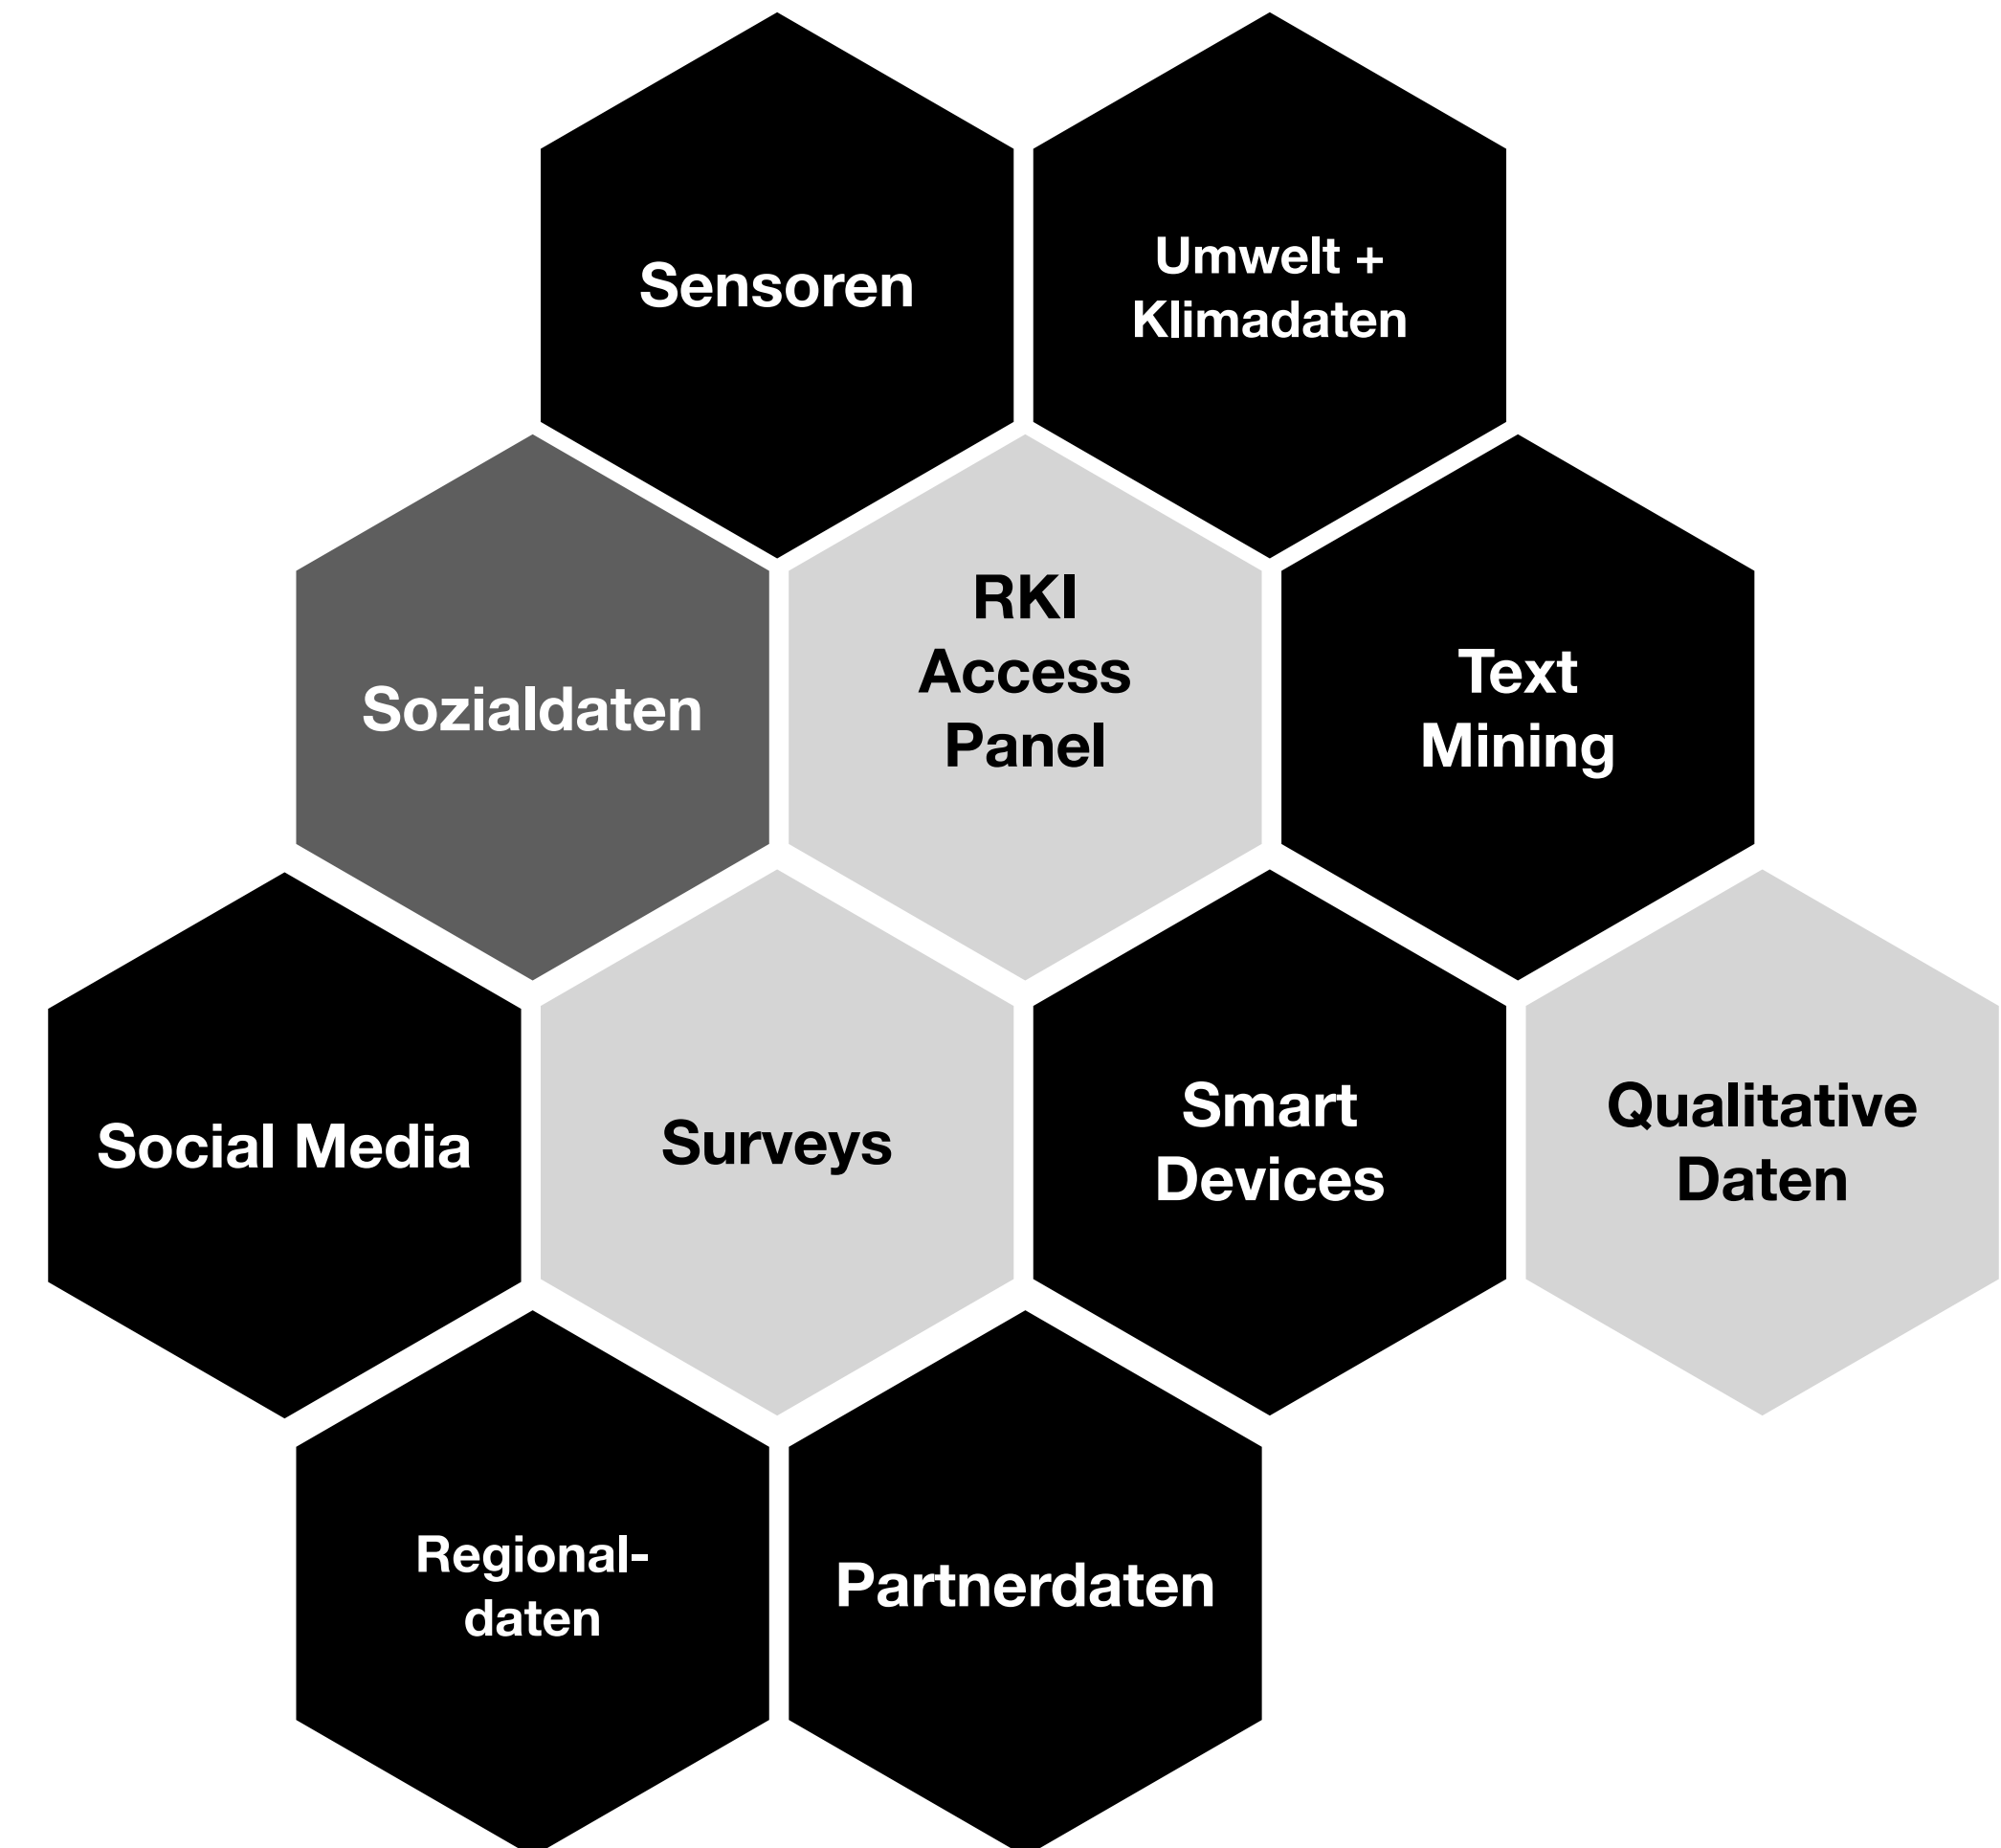 Sensoren
Umwelt +
Klimadaten
Sozialdaten
RKI
Access
Panel
Text
Mining
Social Media
Surveys
Smart
Devices
Qualitative
Daten
Regional-
daten
Partnerdaten